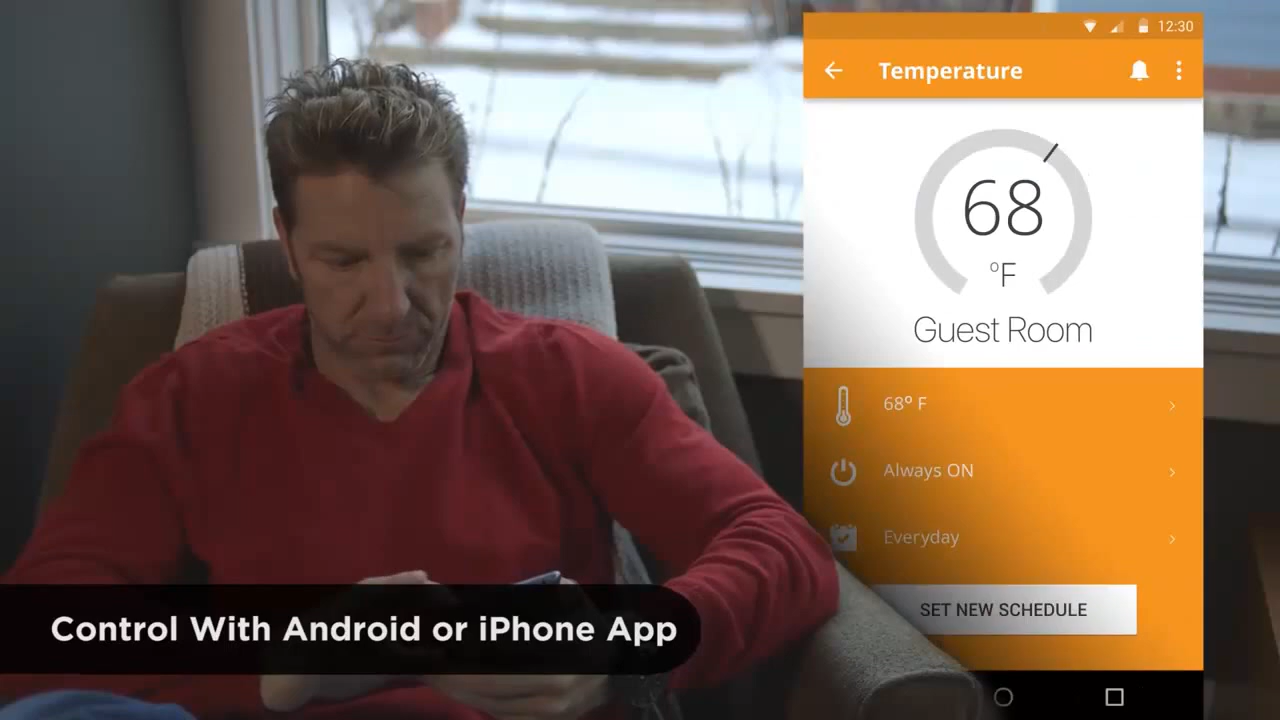 12:30
Temperature
68
°F
Guest Room
68° F
Always ON
Everyday
SET NEW SCHEDULE
Control With Android or iPhone App